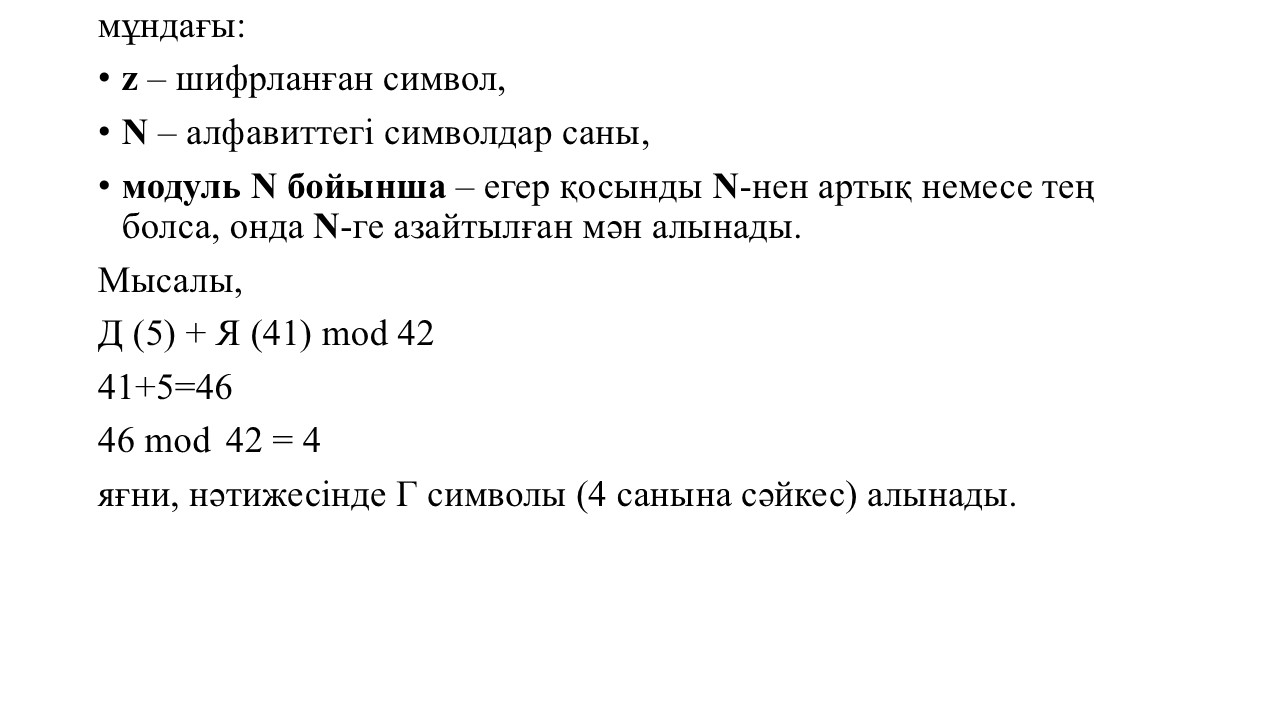 мұндағы:
• z – шифрланған символ,
• N – алфавиттегі символдар саны,
• модуль N бойынша – егер қосынды N-нен артық немесе тең
болса, онда N-ге азайтылған мән алынады.
Мысалы,
Д (5) + Я (41) mod 42
41+5=46
46 mod 42 = 4
яғни, нәтижесінде Г символы (4 санына сәйкес) алынады.